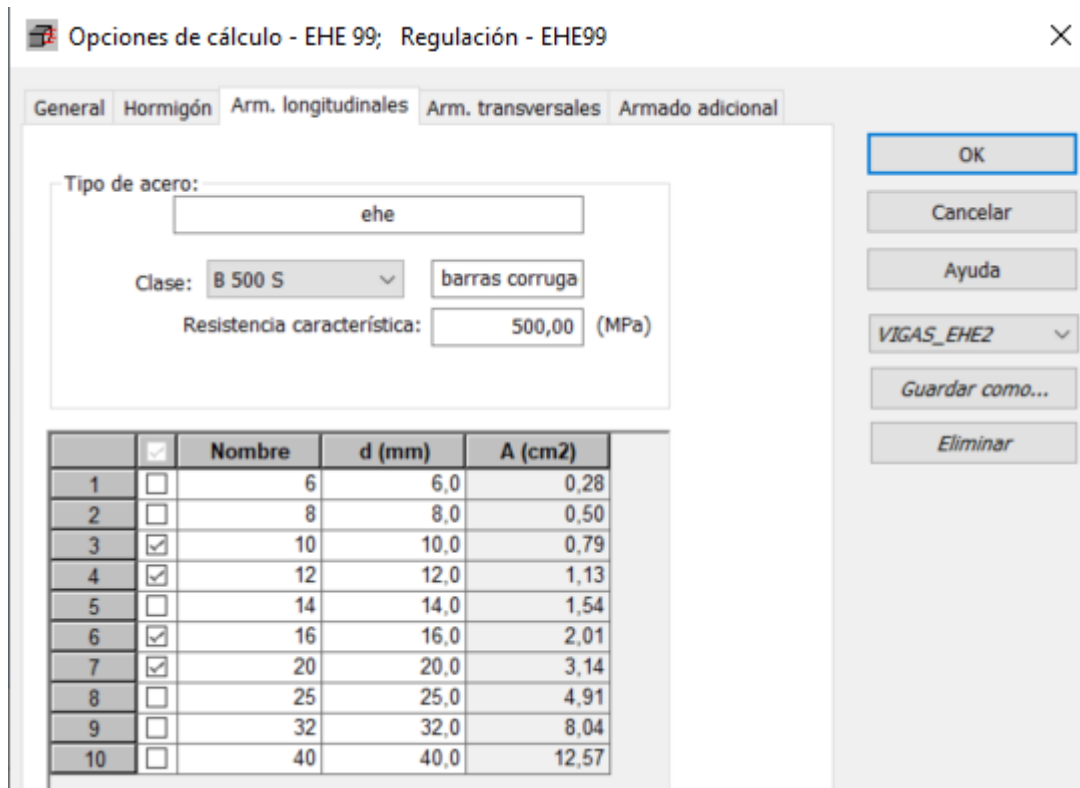 Opciones de cálculo - EHE 99; Regulación - EHE99
General Hormigón Arm. longitudinales Arm. transversales Armado adicional
OK
Tipo de acero:
ehe
Cancelar
Clase: B 500 S barras corruga
Ayuda
Resistencia característica: 500,00 (MPa)
VIGAS_EHE2
Guardar como...
Eliminar
Nombre d (mm) A (cm2)
1 6 6,0 0,28
2 8 8,0 0,50
3 10 10,0 0,79
4 12 12,0 1,13
5 14 14,0 1,54
6 16 16,0 2,01
7 20 20,0 3,14
8 25 25,0 4,91
9 32 32,0 8,04
10 40 40,0 12,57